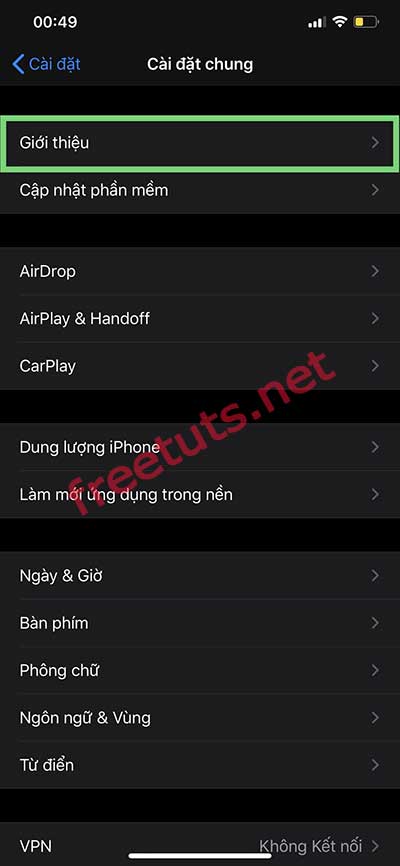 00:49
Cài đặt
Cài đặt chung
Giới thiệu
Cập nhật phần mềm
AirDrop
AirPlay & Handoff
CarPlay
freetuts.net
Dung lượng iPhone
Làm mới ứng dụng trong nền
Ngày & Giờ
Bàn phím
Phông chữ
Ngôn ngữ & Vùng
Từ điển
VPN
Không Kết nối